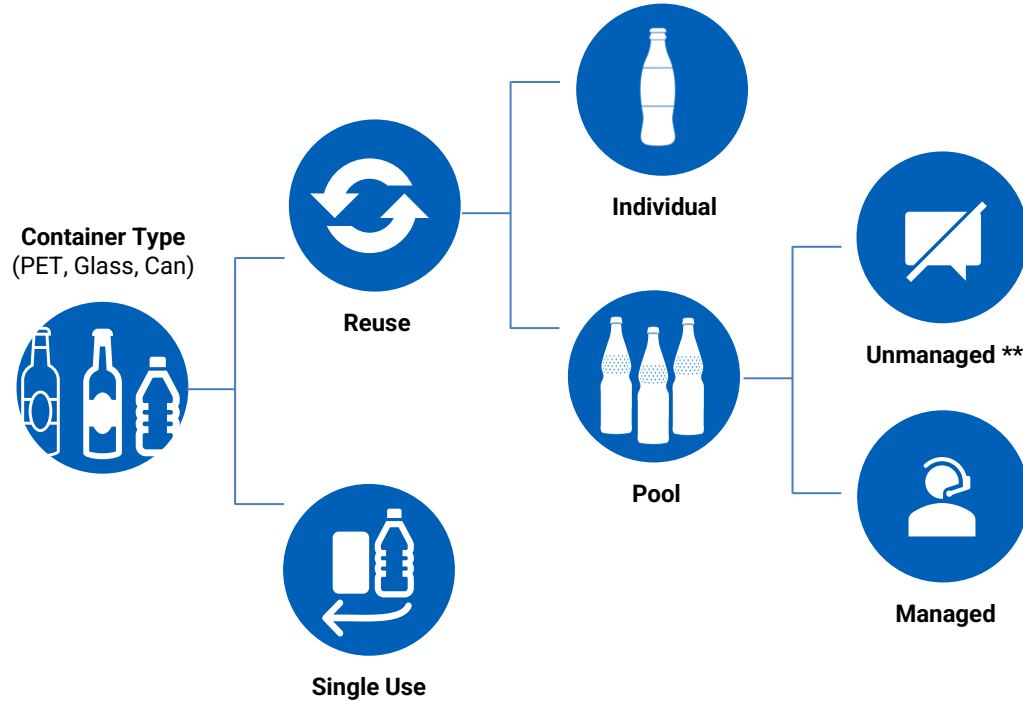 Container Type
(PET, Glass, Can)
Reuse
Single Use
Individual
Pool
Unmanaged **
Managed